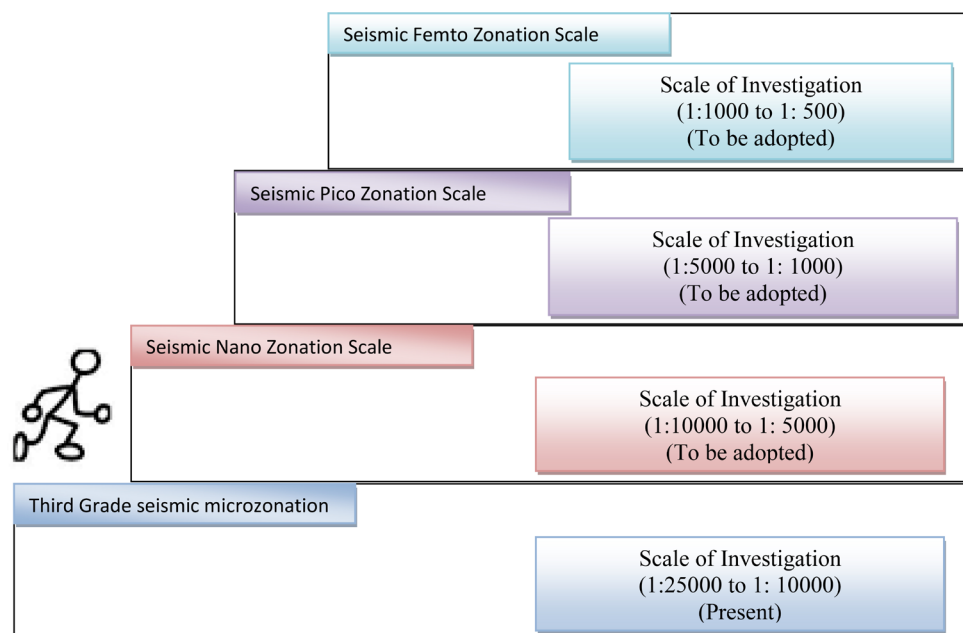 Seismic Femto Zonation Scale
Scale of Investigation
(1:1000 to 1: 500)
(To be adopted)
Seismic Pico Zonation Scale
Scale of Investigation
(1:5000 to 1: 1000)
(To be adopted)
Seismic Nano Zonation Scale
Scale of Investigation
(1:10000 to 1: 5000)
(To be adopted)
Third Grade seismic microzonation
Scale of Investigation
(1:25000 to 1: 10000)
(Present)